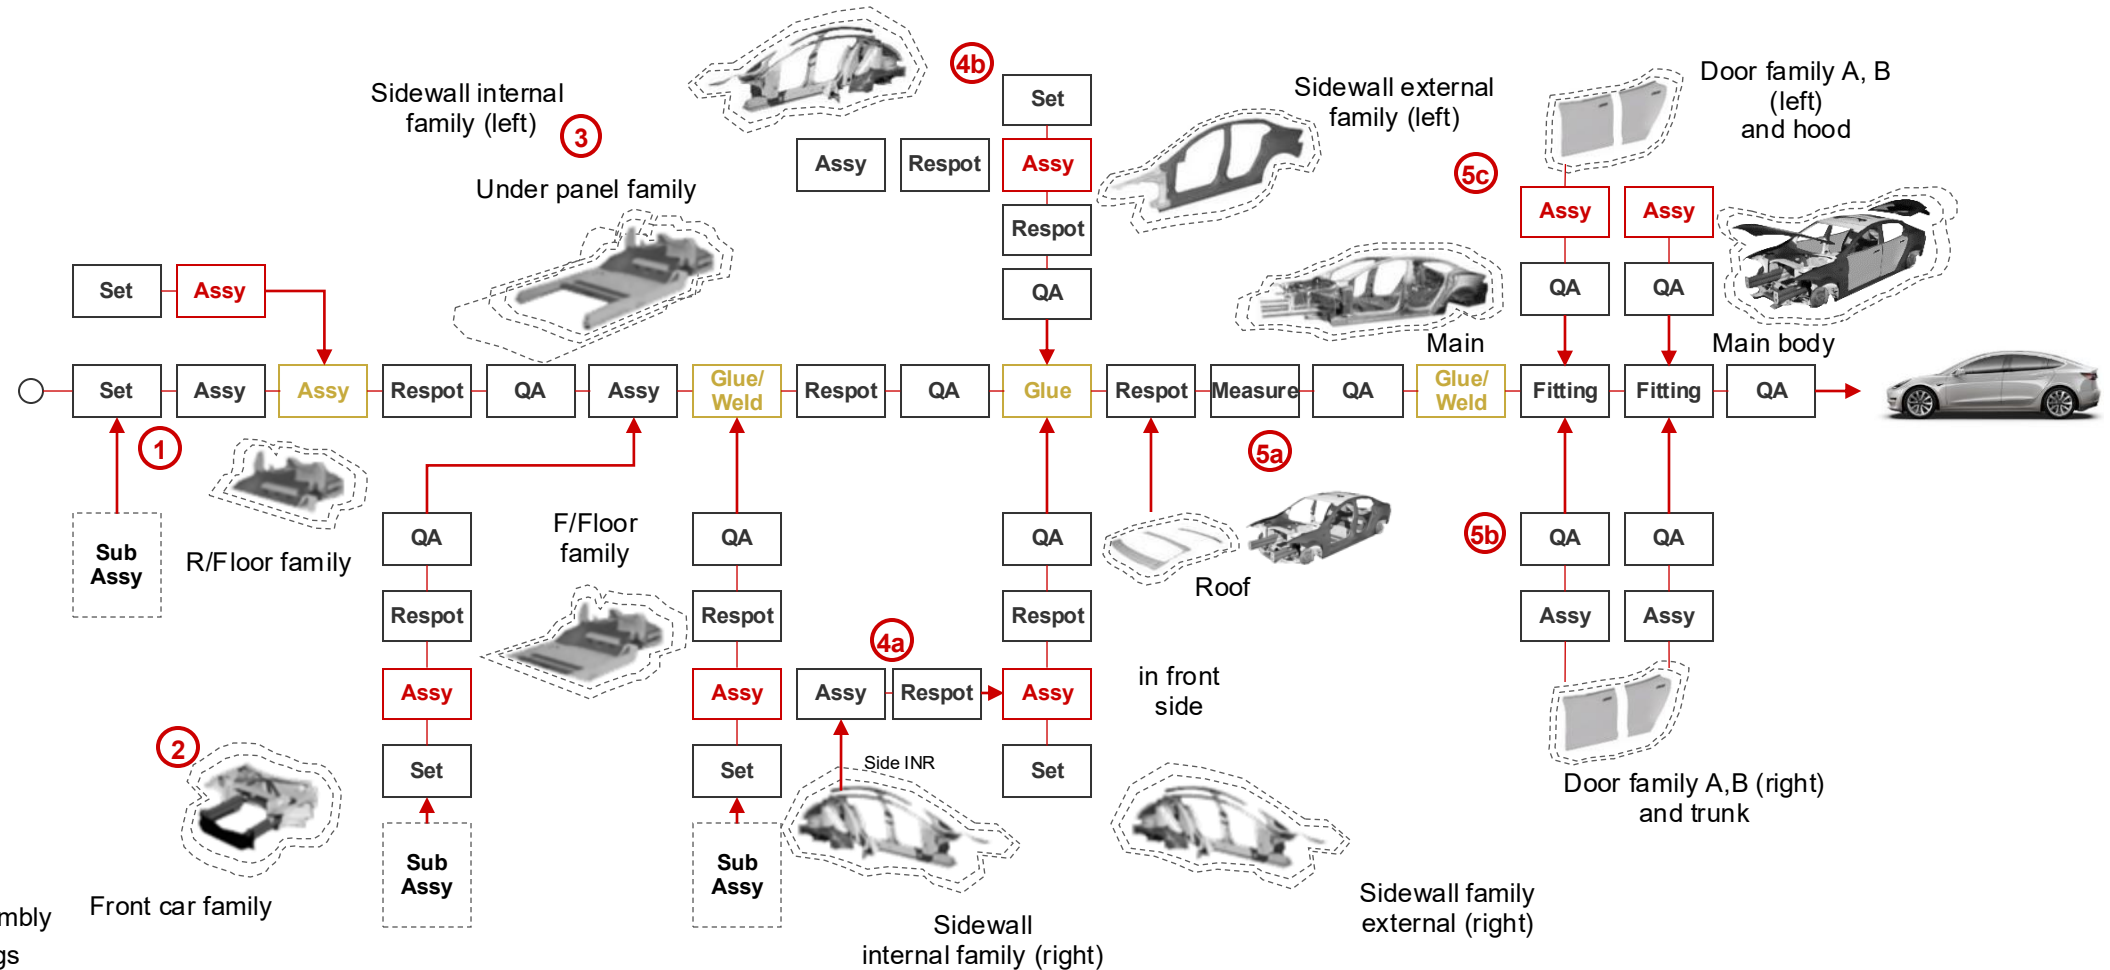 4b
Set
Sidewall internal
family (left)
3
Sidewall external
family (left)
Door family A, B
(left)
and hood
Assy
Respot
Assy
5c
Under panel family
Respot
Assy
Assy
Set
Assy
QA
QA
QA
Main
Main body
Set
Assy
Assy
Respot
QA
Assy
Glue/
Weld
Respot
QA
Glue
Respot
Measure
QA
Glue/
Weld
Fitting
Fitting
QA
1
5a
Sub
Assy
R/Floor family
QA
F/Floor
family
QA
QA
5b
QA
QA
Roof
Respot
Respot
Respot
Assy
Assy
4a
Assy
Assy
Assy
Respot
Assy
in front
side
2
Set
Set
Side INR
Set
Door family A,B (right)
and trunk
Sub
Assy
Sub
Assy
Front car family
Sidewall
internal family (right)
Sidewall family
external (right)
mbly
gs